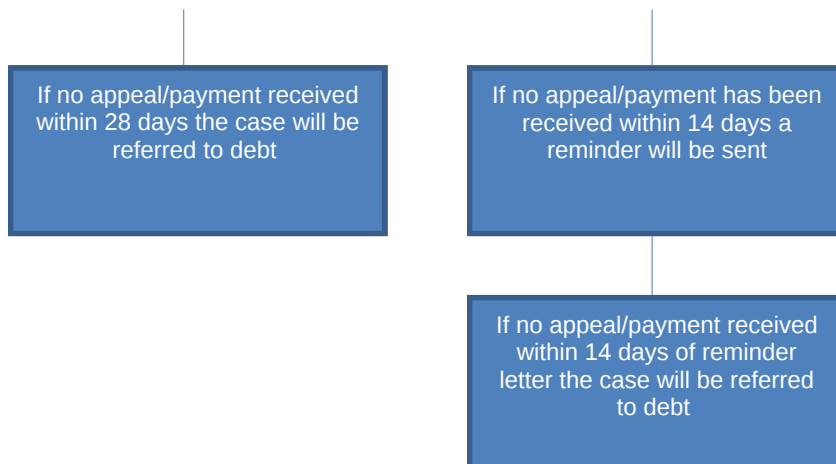 If no appeal/payment received
within 28 days the case will be
referred to debt
If no appeal/payment has been
received within 14 days a
reminder will be sent
If no appeal/payment received
within 14 days of reminder
letter the case will be referred
to debt